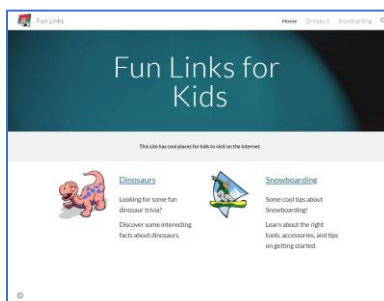 Fun Links
Home Dinosaurs Snowboarding
Fun Links for
Kids
This site has cool places for kids to visit on the internet.
Dinosaurs
Looking for some fun
dinosaur trivia?
Discover some interesting
facts about dinosaurs.
Snowboarding
Some cool tips about
Snowboarding!
Learn about the right
tools, accessories, and tips
on getting started.